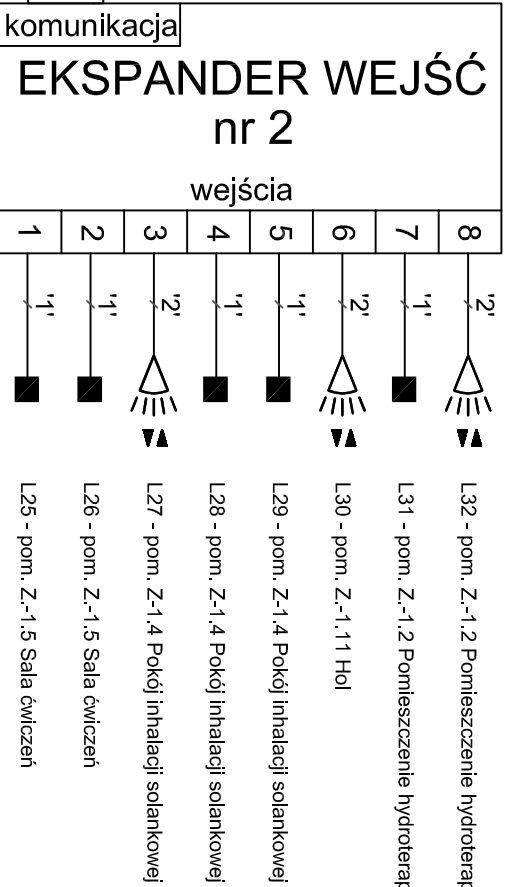 komunikacja
EKSPANDER WEJŚĆ
nr 2
wejścia
1 2 3 4 5 6 7 8
'1' '1' '2' '1' '1' '2' '1' '2'
L25 - pom. Z.-1.5 Sala ćwiczeń
L26 - pom. Z.-1.5 Sala ćwiczeń
L27 - pom. Z-1.4 Pokój inhalacji solankowej
L28 - pom. Z-1.4 Pokój inhalacji solankowej
L29 - pom. Z-1.4 Pokój inhalacji solankowej
L30 - pom. Z.-1.11 Hol
L31 - pom. Z.-1.2 Pomieszczenie
L32 - pom. Z.-1.2 Pomieszczenie